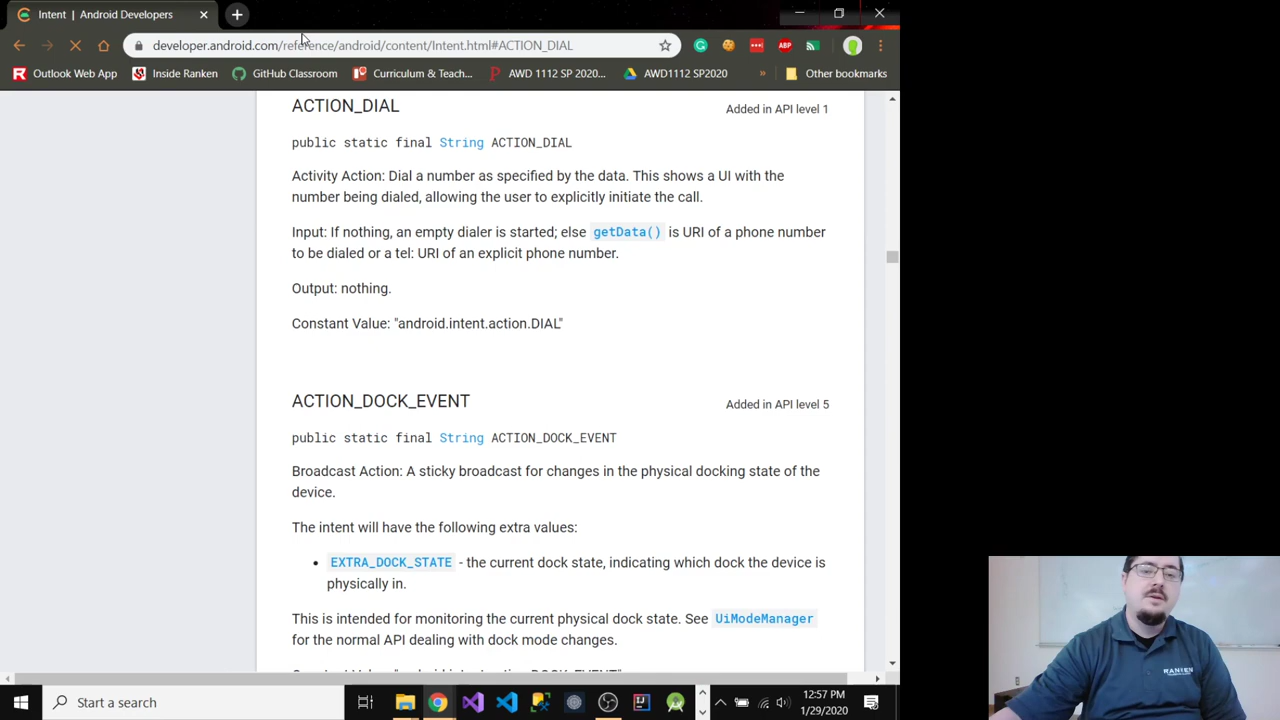 Intent | Android Developers
developer.android.com/reference/android/content/Intent.html#ACTION_DIAL
ABP
Outlook Web App
Inside Ranken
GitHub Classroom
Curriculum & Teach...
AWD 1112 SP 2020...
AWD1112 SP2020
»
Other bookmarks
ACTION_DIAL
Added in API level 1
public static final String ACTION_DIAL
Activity Action: Dial a number as specified by the data. This shows a UI with the
number being dialed, allowing the user to explicitly initiate the call.
Input: If nothing, an empty dialer is started; else getData() is URI of a phone number
to be dialed or a tel: URI of an explicit phone number.
Output: nothing.
Constant Value: "android.intent.action.DIAL"
ACTION_DOCK_EVENT
Added in API level 5
public static final String ACTION_DOCK_EVENT
Broadcast Action: A sticky broadcast for changes in the physical docking state of the
device.
The intent will have the following extra values:
• EXTRA_DOCK_STATE - the current dock state, indicating which dock the device is
physically in.
This is intended for monitoring the current physical dock state. See UiModeManager
for the normal API dealing with dock mode changes.
RANKEN
Start a search
12:57 PM
1/29/2020